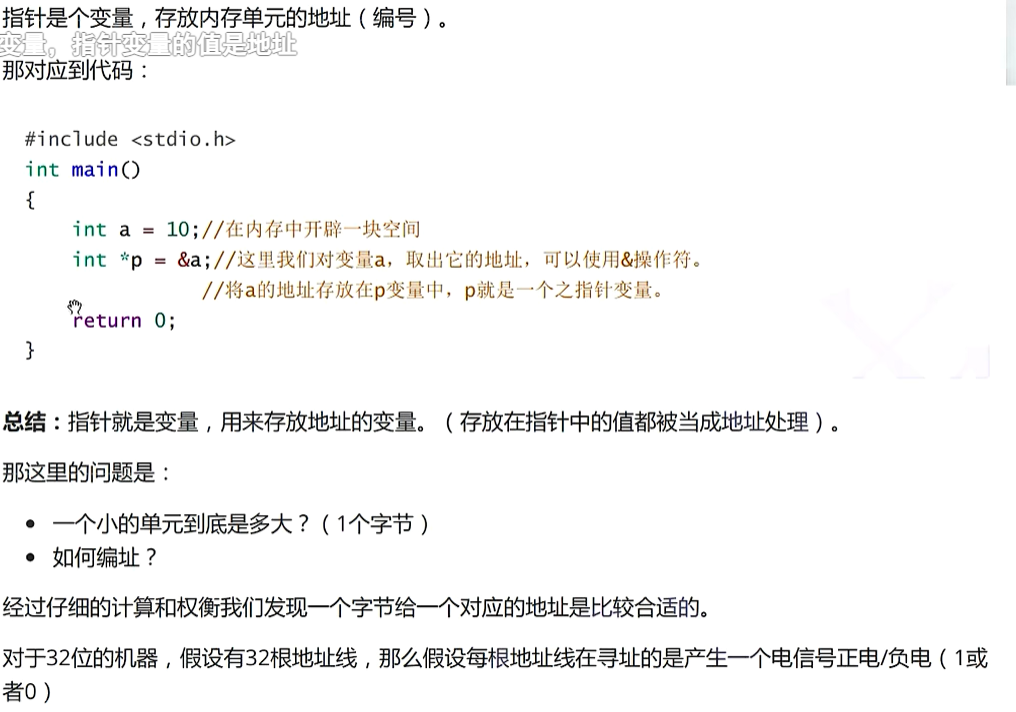 指针是个变量，存放内存单元的地址（编号）。
变量，指针变量的值是地址
那对应到代码：
#include <stdio.h>
int main()
{
int a = 10;//在内存中开辟一块空间
int *p = &a;//这里我们对变量a，取出它的地址，可以使用&操作符。
//将a的地址存放在p变量中，p就是一个之指针变量。
return 0;
}
总结：指针就是变量，用来存放地址的变量。（存放在指针中的值都被当成地址处理）。
那这里的问题是：
• 一个小的单元到底是多大？（1个字节）
• 如何编址？
经过仔细的计算和权衡我们发现一个字节给一个对应的地址是比较合适的。
对于32位的机器，假设有32根地址线，那么假设每根地址线在寻址的是产生一个电信号正电/负电（1或
者0）